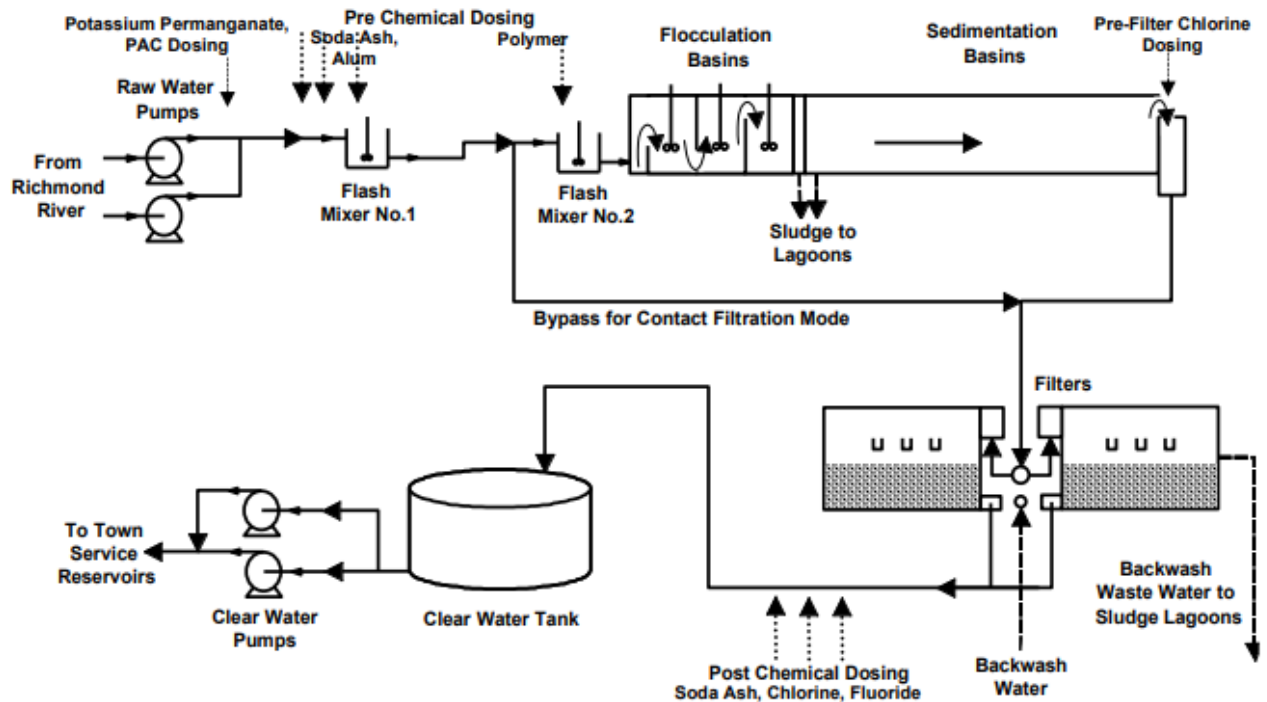 Potassium Permanganate,
PAC Dosing
Pre Chemical Dosing
Soda Ash,
Alum
Polymer
Flocculation
Basins
Sedimentation
Basins
Pre-Filter Chlorine
Dosing
Raw Water
Pumps
From
Richmond
River
Flash
Mixer No.1
Flash
Mixer No.2
Sludge to
Lagoons
Bypass for Contact Filtration Mode
Filters
To Town
Service
Reservoirs
Clear Water
Pumps
Clear Water Tank
Backwash
Waste Water to
Sludge Lagoons
Post Chemical Dosing
Soda Ash, Chlorine, Fluoride
Backwash
Water